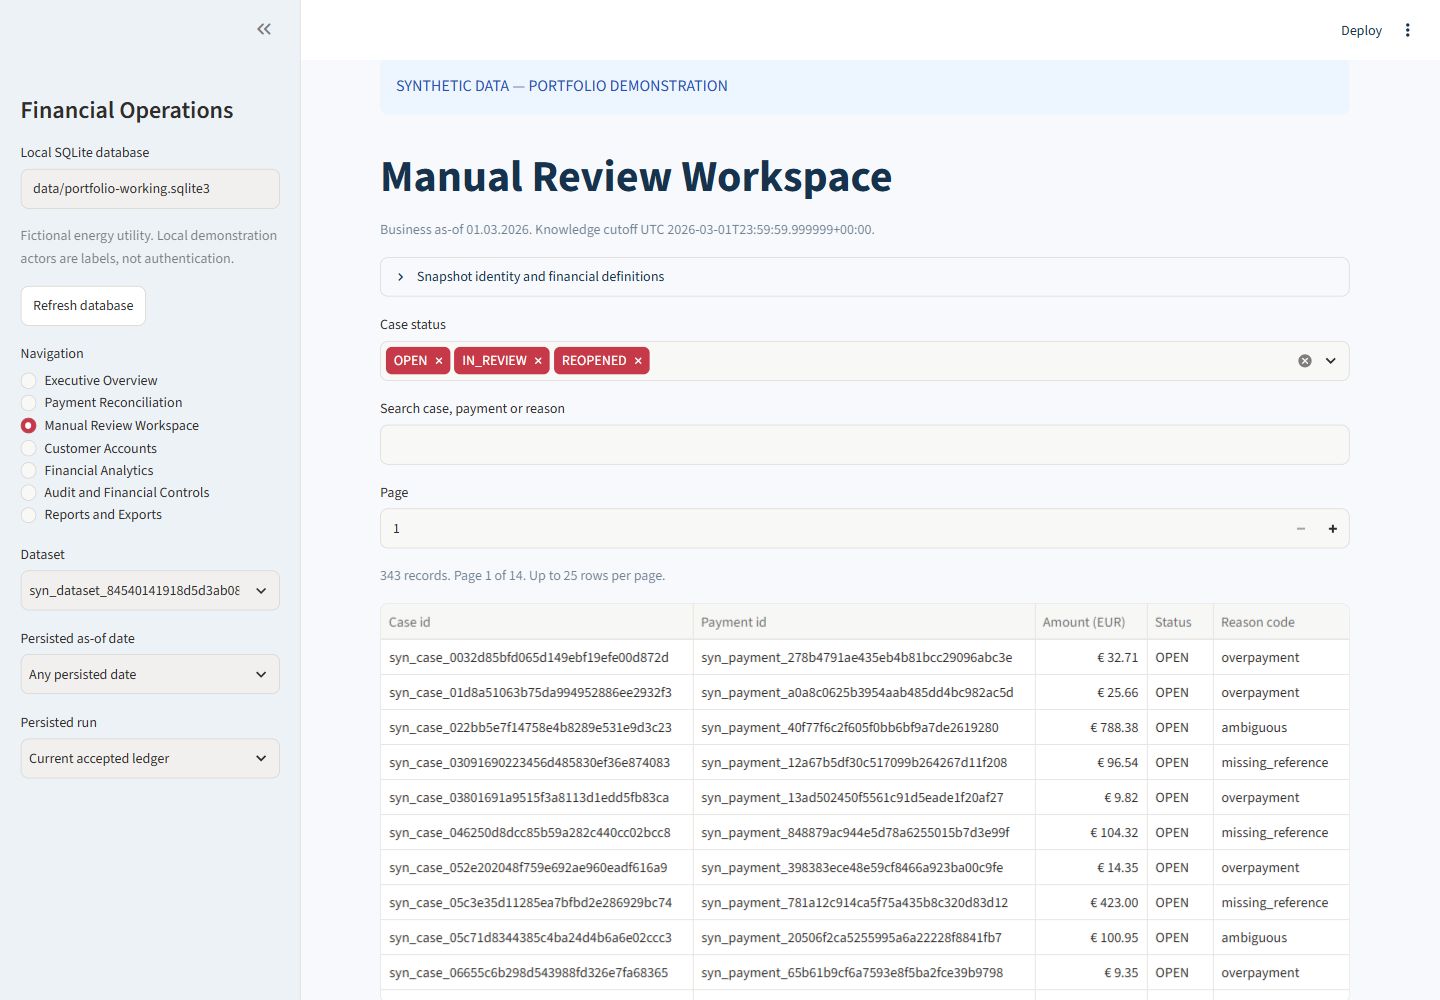 Deploy
Financial Operations
Local SQLite database
data/portfolio-working.sqlite3
Fictional energy utility. Local demonstration
actors are labels, not authentication.
Refresh database
Navigation
Executive Overview
Payment Reconciliation
Manual Review Workspace
Customer Accounts
Financial Analytics
Audit and Financial Controls
Reports and Exports
Dataset
syn_dataset_84540141918d5d3ab08
Persisted as-of date
Any persisted date
Persisted run
Current accepted ledger
SYNTHETIC DATA — PORTFOLIO DEMONSTRATION
Manual Review Workspace
Business as-of 01.03.2026. Knowledge cutoff UTC 2026-03-01T23:59:59.999999+00:00.
Snapshot identity and financial definitions
Case status
OPEN × IN_REVIEW × REOPENED ×
Search case, payment or reason
Page
1
343 records. Page 1 of 14. Up to 25 rows per page.
Case id Payment id Amount (EUR) Status Reason code
syn_case_0032d85bfd065d149ebf19efe00d872d syn_payment_278b4791ae435eb4b81bcc29096abc3e € 32.71 OPEN overpayment
syn_case_01d8a51063b75da994952886ee2932f3 syn_payment_a0a8c0625b3954aab485dd4bc982ac5d € 25.66 OPEN overpayment
syn_case_022bb5e7f14758e4b8289e531e9d3c23 syn_payment_40f77f6c2f605f0bb6bf9a7de2619280 € 788.38 OPEN ambiguous
syn_case_03091690223456d485830ef36e874083 syn_payment_12a67b5df30c517099b264267d11f208 € 96.54 OPEN missing_reference
syn_case_03801691a9515f3a8113d1edd5fb83ca syn_payment_13ad502450f5561c91d5eade1f20af27 € 9.82 OPEN overpayment
syn_case_046250d8dcc85b59a282c440cc02bcc8 syn_payment_848879ac944e5d78a6255015b7d3e99f € 104.32 OPEN missing_reference
syn_case_052e202048f759e692ae960eadf616a9 syn_payment_398383ece48e59cf8466a923ba00c9fe € 14.35 OPEN overpayment
syn_case_05c3e35d11285ea7bfbd2e286929bc74 syn_payment_781a12c914ca5f75a435b8c320d83d12 € 423.00 OPEN missing_reference
syn_case_05c71d8344385c4ba24d4b6a6e02ccc3 syn_payment_20506f2ca5255995a6a22228f8841fb7 € 100.95 OPEN ambiguous
syn_case_06655c6b298d543988fd326e7fa68365 syn_payment_65b61b9cf6a7593e8f5ba2fce39b9798 € 9.35 OPEN overpayment